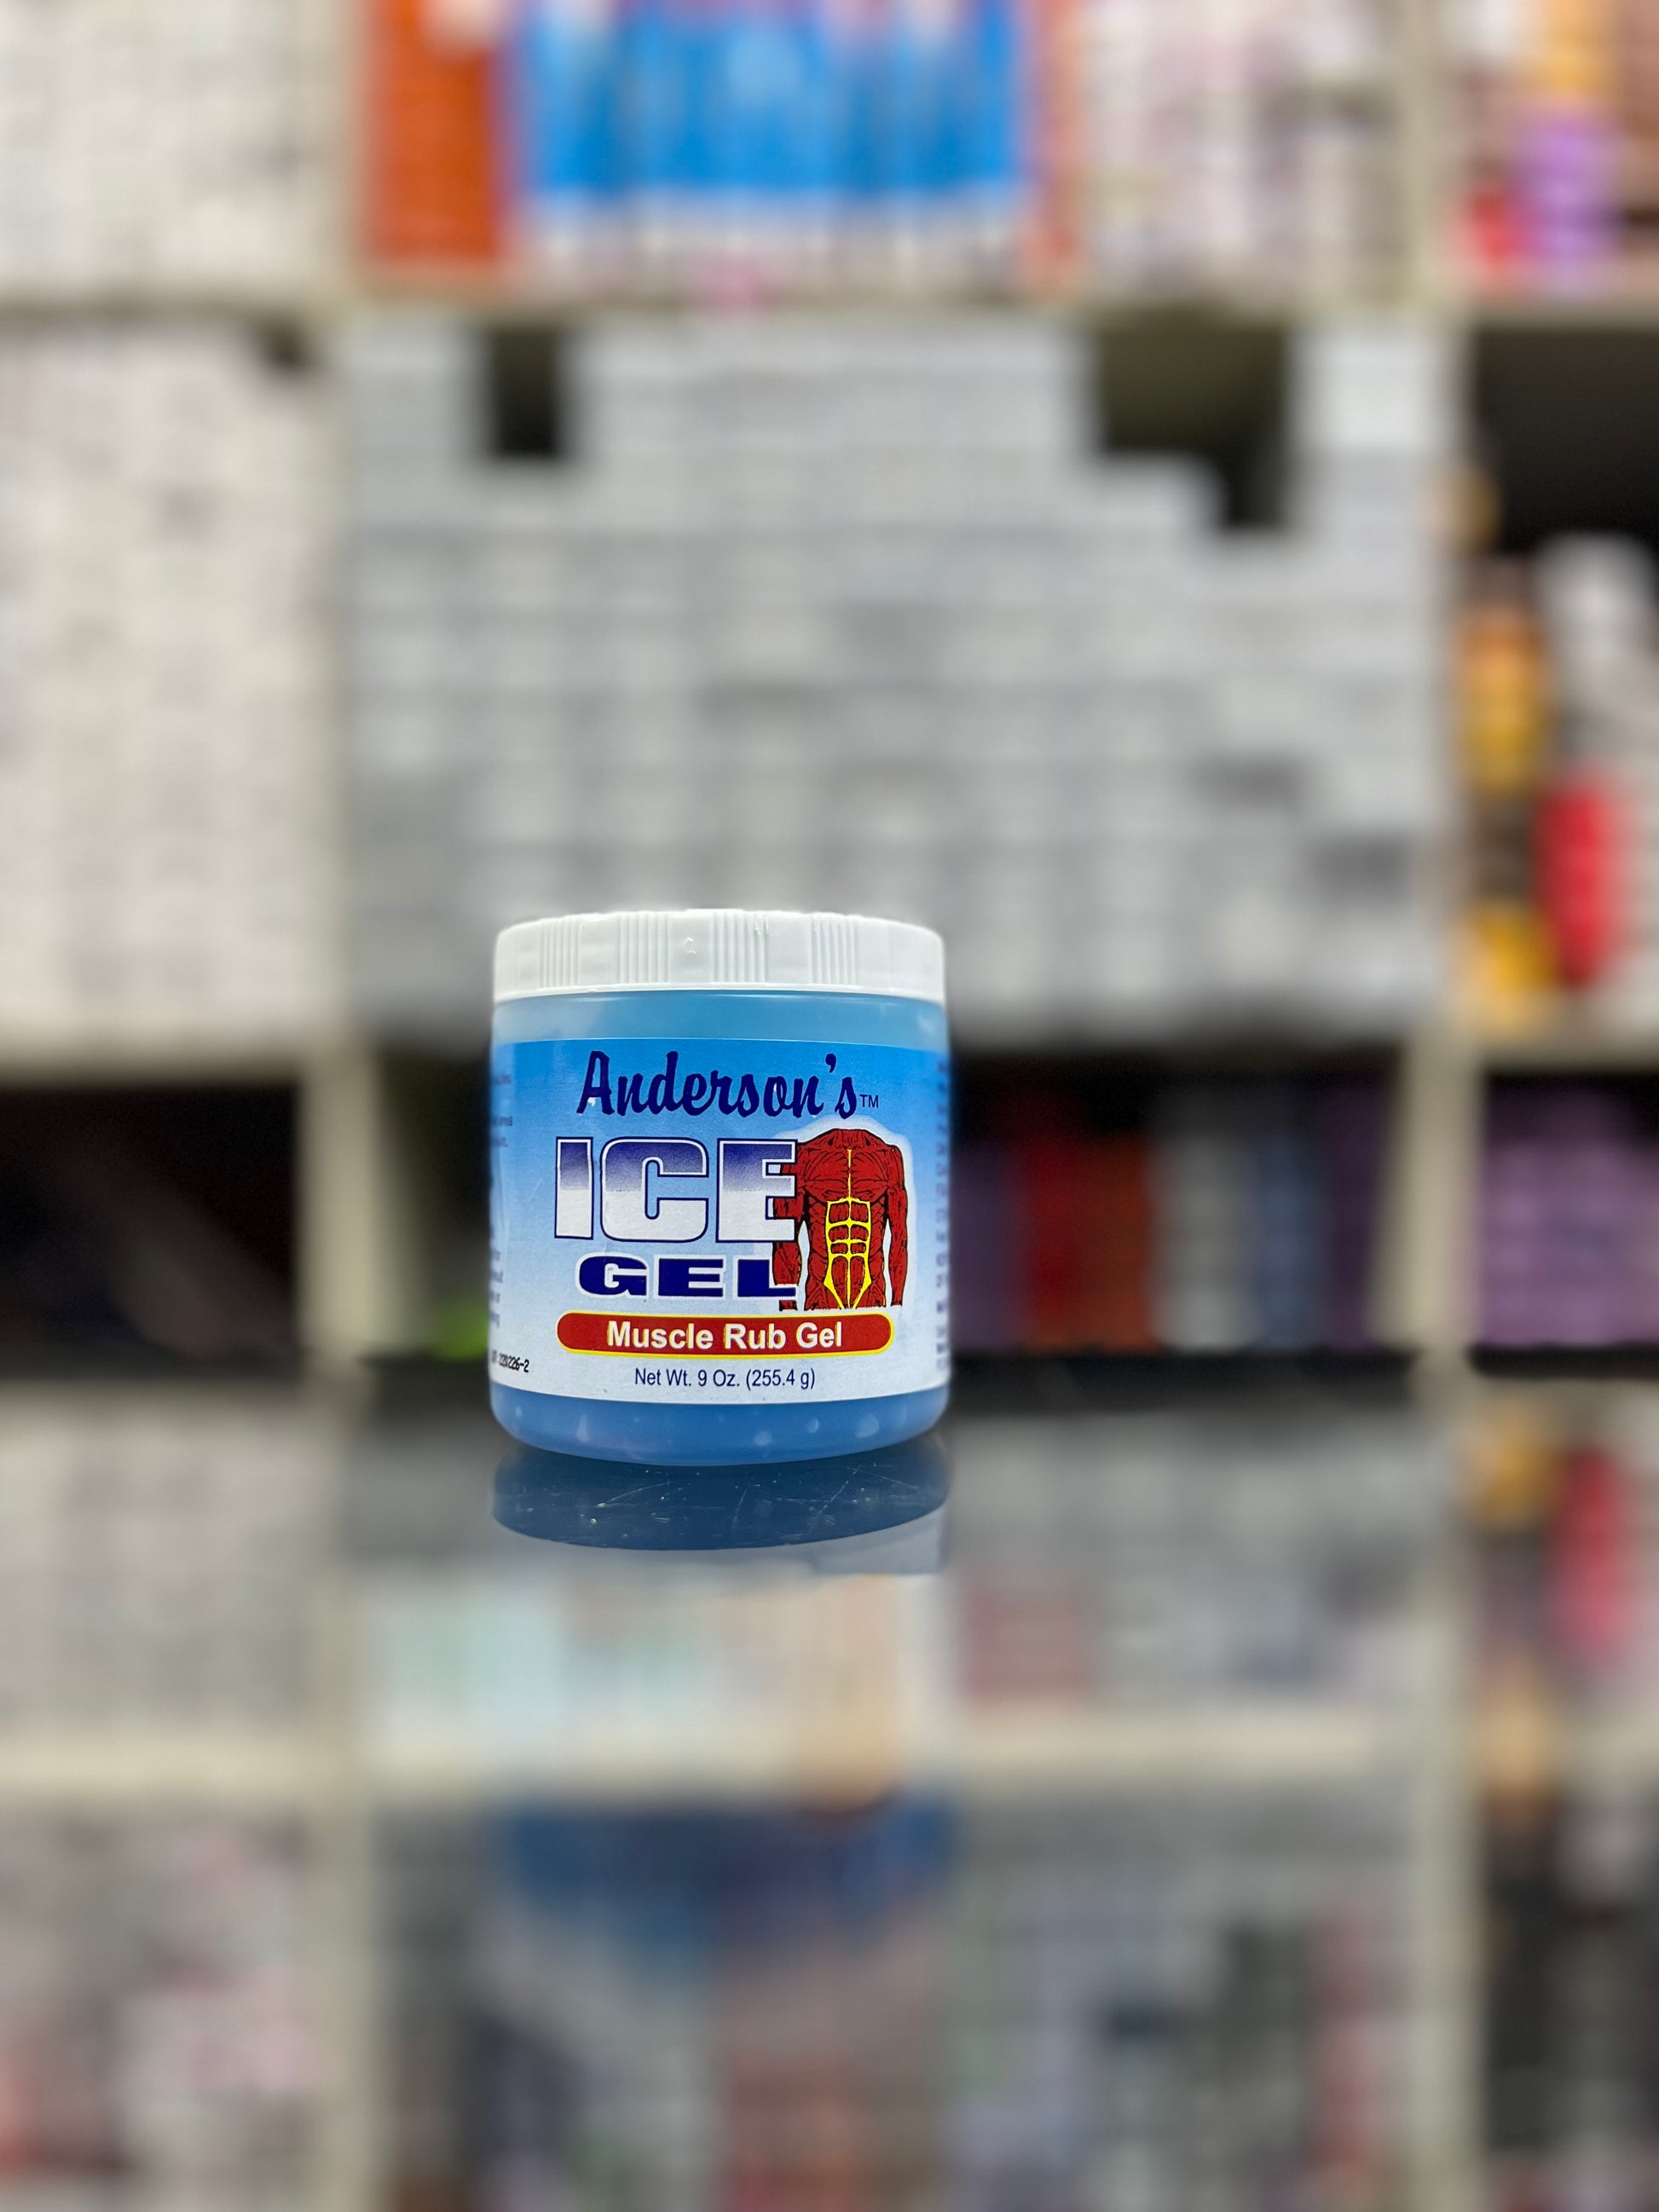 Anderson's™
ICE
GEL
Muscle Rub Gel
Net Wt. 9 Oz. (255.4 g)